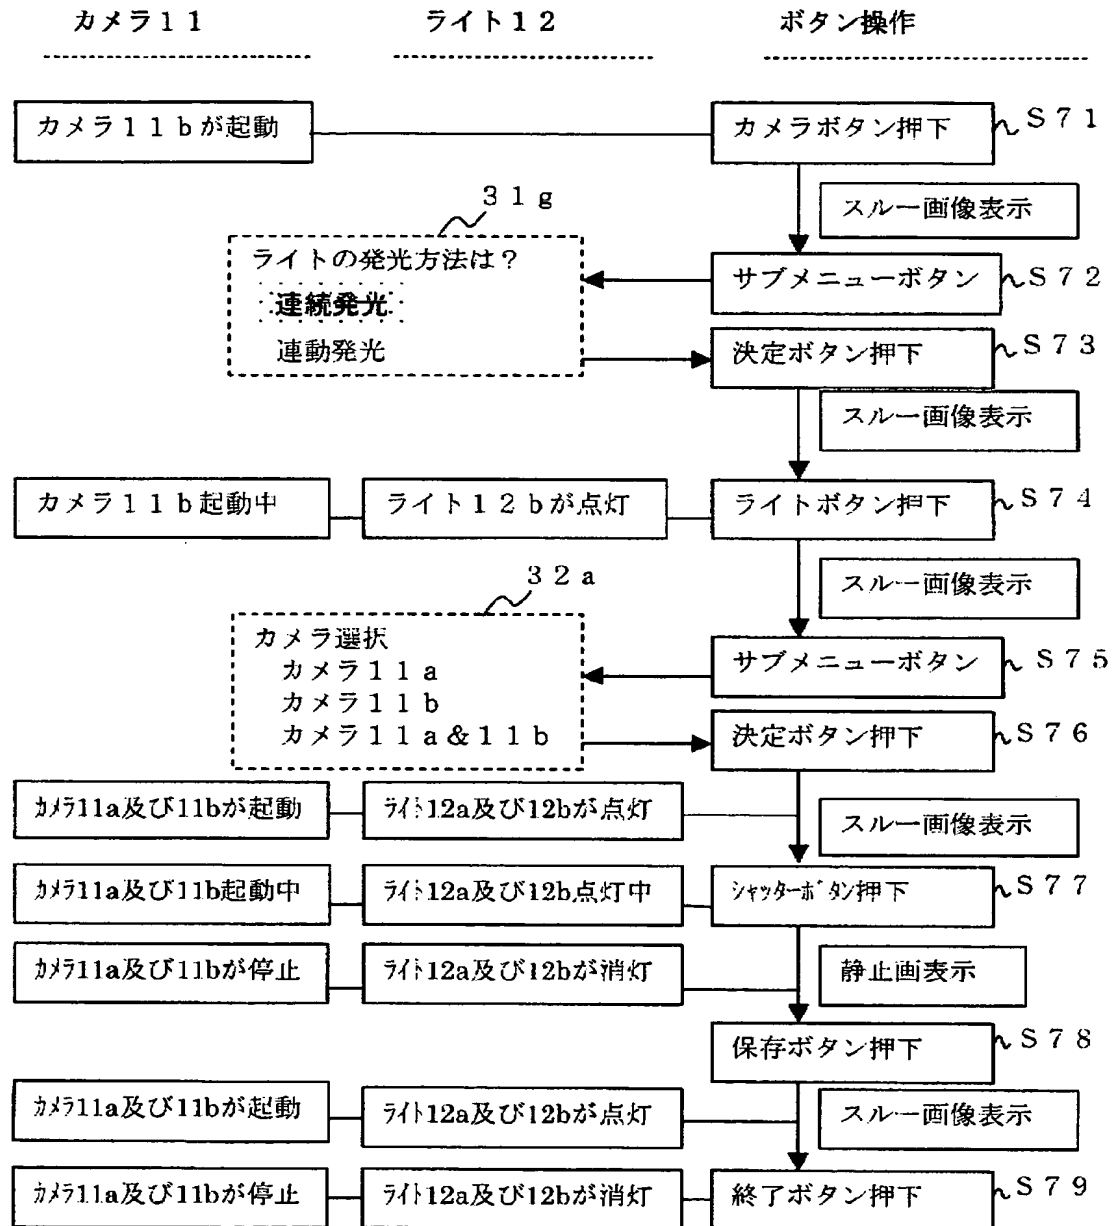 カメラ１１
ライト１２
ボタン操作
カメラ１１ｂが起動
カメラボタン押下
Ｓ７１
スルー画像表示
３１ｇ
ライトの発光方法は？
連続発光
連動発光
サブメニューボタン
Ｓ７２
決定ボタン押下
Ｓ７３
スルー画像表示
カメラ１１ｂ起動中
ライト１２ｂが点灯
ライトボタン押下
Ｓ７４
スルー画像表示
３２ａ
カメラ選択
カメラ１１ａ
カメラ１１ｂ
カメラ１１ａ＆１１ｂ
サブメニューボタン
Ｓ７５
決定ボタン押下
Ｓ７６
ｶﾒﾗ11a及び11bが起動
ﾗｲﾄ12a及び12bが点灯
スルー画像表示
ｶﾒﾗ11a及び11b起動中
ﾗｲﾄ12a及び12b点灯中
ｼｬｯﾀｰﾎﾞﾀﾝ押下
Ｓ７７
ｶﾒﾗ11a及び11bが停止
ﾗｲﾄ12a及び12bが消灯
静止画表示
保存ボタン押下
Ｓ７８
ｶﾒﾗ11a及び11bが起動
ﾗｲﾄ12a及び12bが点灯
スルー画像表示
ｶﾒﾗ11a及び11bが停止
ﾗｲﾄ12a及び12bが消灯
終了ボタン押下
Ｓ７９